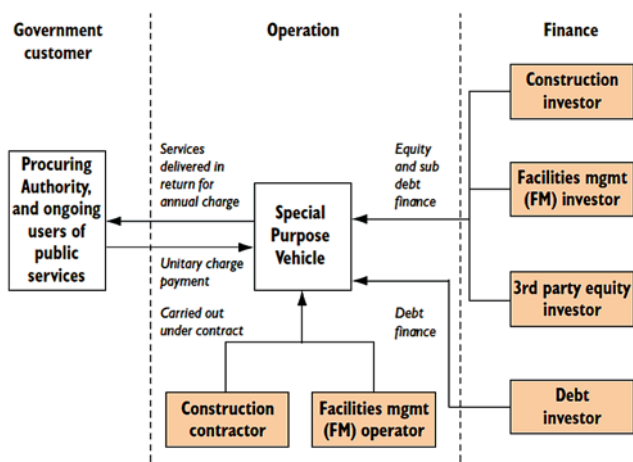 Government
customer
Operation
Finance
Construction
investor
Services
delivered in
return for
annual charge
Equity
and sub
debt
finance
Procuring
Authority,
and ongoing
users of
public
services
Facilities mgmt
(FM) investor
Special
Purpose
Vehicle
Unitary charge
payment
3rd party equity
investor
Carried out
under contract
Debt
finance
Construction
contractor
Facilities mgmt
(FM) operator
Debt
investor